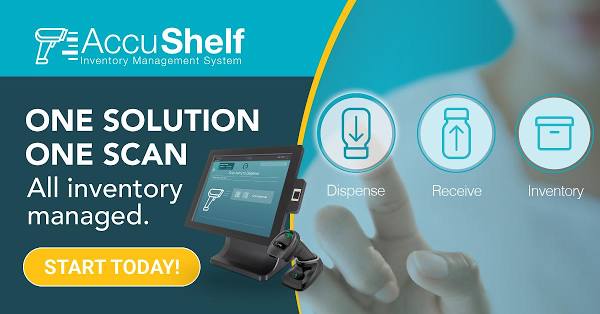 AccuShelf
Inventory Management System
ONE SOLUTION
ONE SCAN
All inventory
managed.
START TODAY!
Dispense
Receive
Inventory